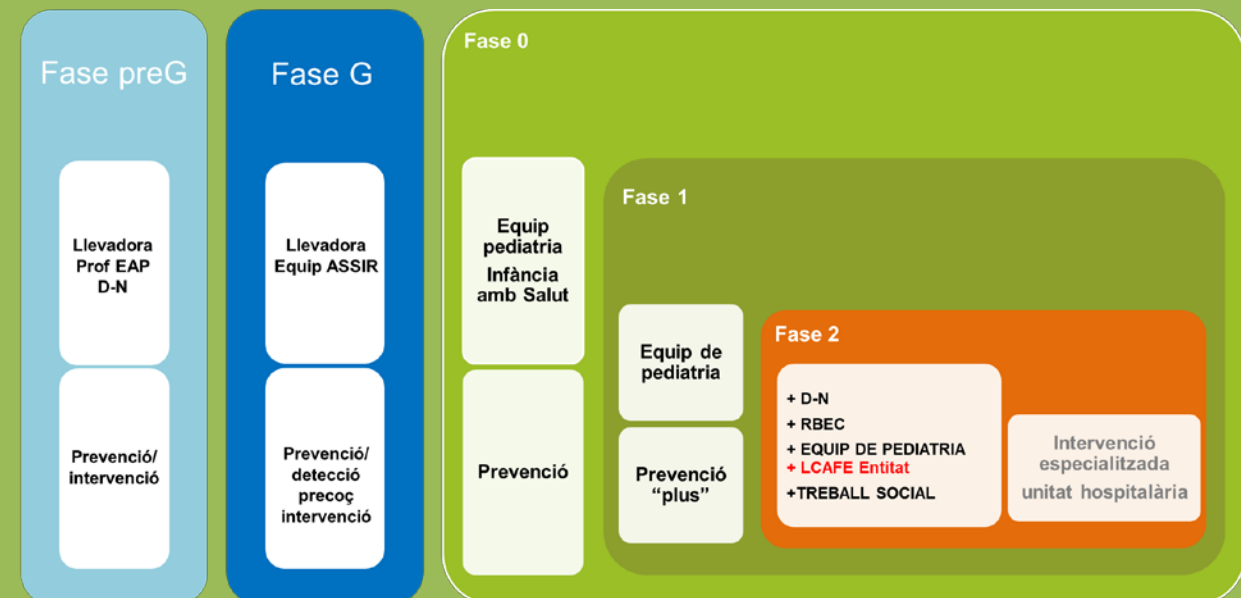 Fase preG
Llevadora
Prof EAP
D-N
Prevenció/
intervenció
Fase G
Llevadora
Equip ASSIR
Prevenció/
detecció
precoç
intervenció
Fase 0
Equip
pediatria
Infància
amb Salut
Prevenció
Fase 1
Equip de
pediatria
Prevenció
“plus”
Fase 2
+ D-N
+ RBEC
+ EQUIP DE PEDIATRIA
+ LCAFE Entitat
+TREBALL SOCIAL
Intervenció
especialitzada
unitat hospitalària